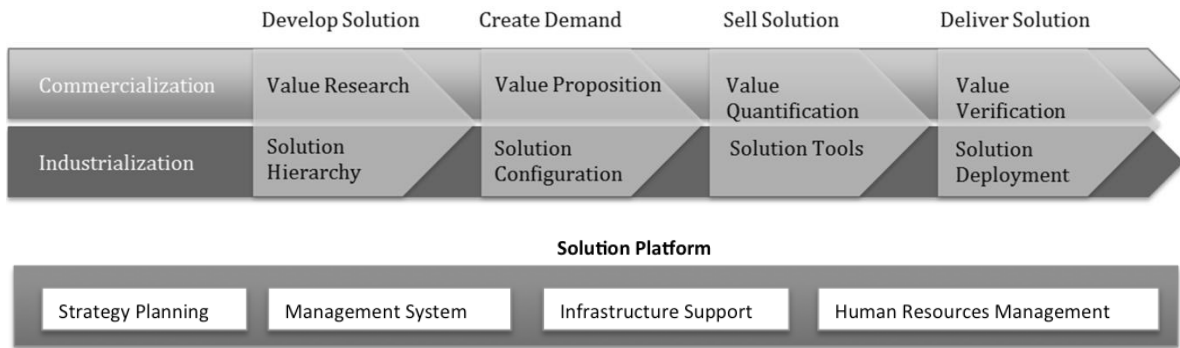 Develop Solution
Create Demand
Sell Solution
Deliver Solution
Commercialization
Value Research
Value Proposition
Value
Quantification
Value
Verification
Industrialization
Solution
Hierarchy
Solution
Configuration
Solution Tools
Solution
Deployment
Solution Platform
Strategy Planning
Management System
Infrastructure Support
Human Resources Management